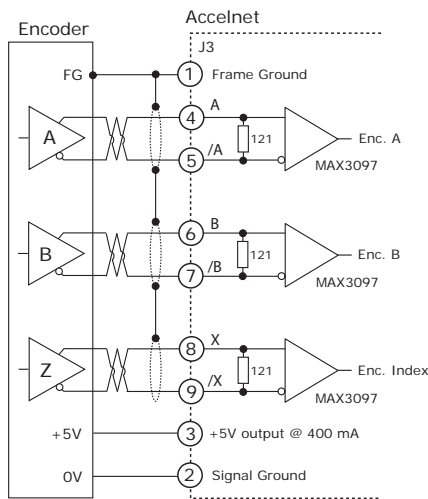 Encoder
Accelnet
J3
FG
1
Frame Ground
A
4
A
121
Enc. A
5
/A
MAX3097
B
6
B
121
Enc. B
7
/B
MAX3097
Z
8
X
121
Enc. Index
9
/X
MAX3097
+5V
3
+5V output @ 400 mA
0V
2
Signal Ground